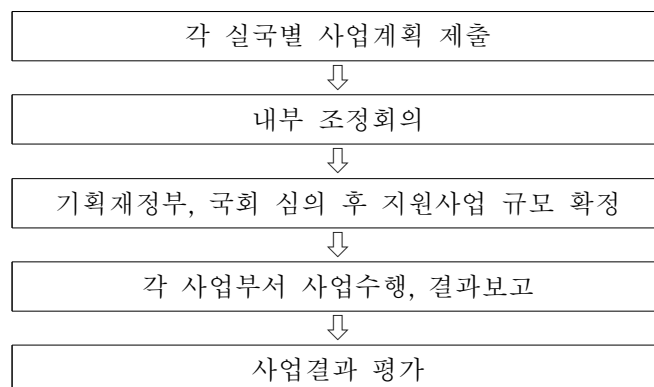 각 실국별 사업계획 제출
내부 조정회의
기획재정부, 국회 심의 후 지원사업 규모 확정
각 사업부서 사업수행, 결과보고
사업결과 평가